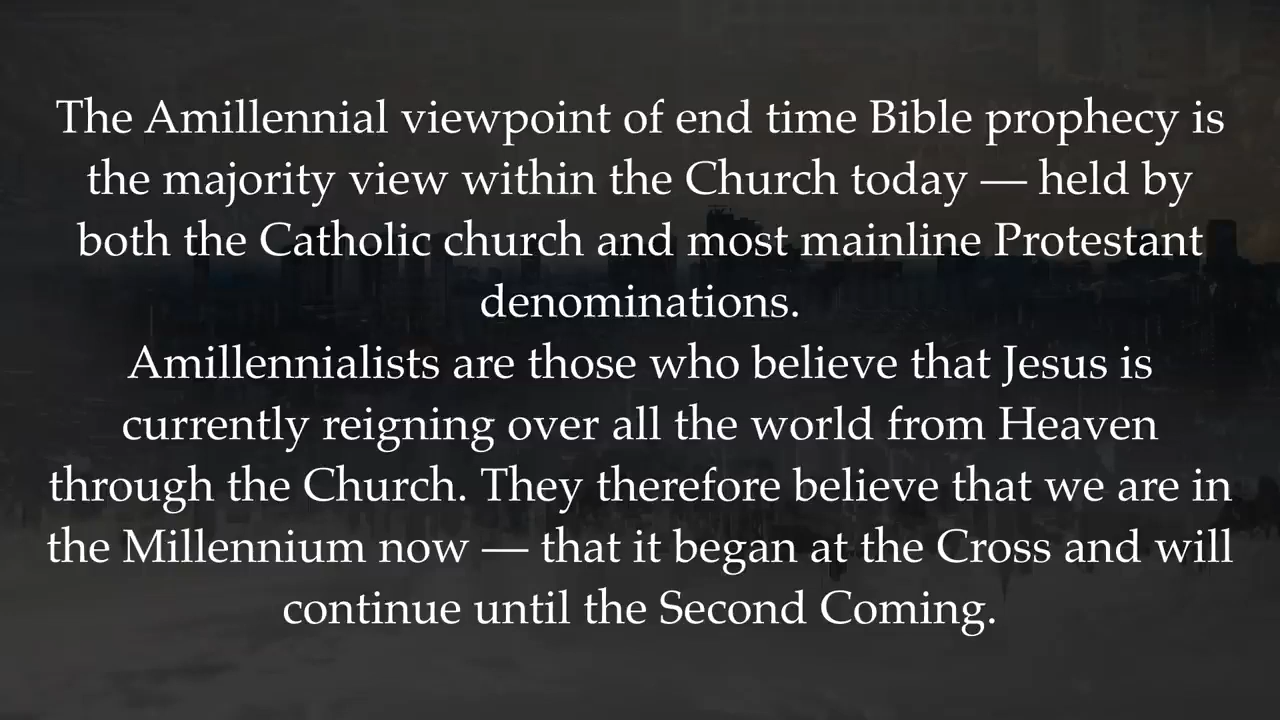 The Amillennial viewpoint of end time Bible prophecy is
the majority view within the Church today — held by
both the Catholic church and most mainline Protestant
denominations.
Amillennialists are those who believe that Jesus is
currently reigning over all the world from Heaven
through the Church. They therefore believe that we are in
the Millennium now — that it began at the Cross and will
continue until the Second Coming.